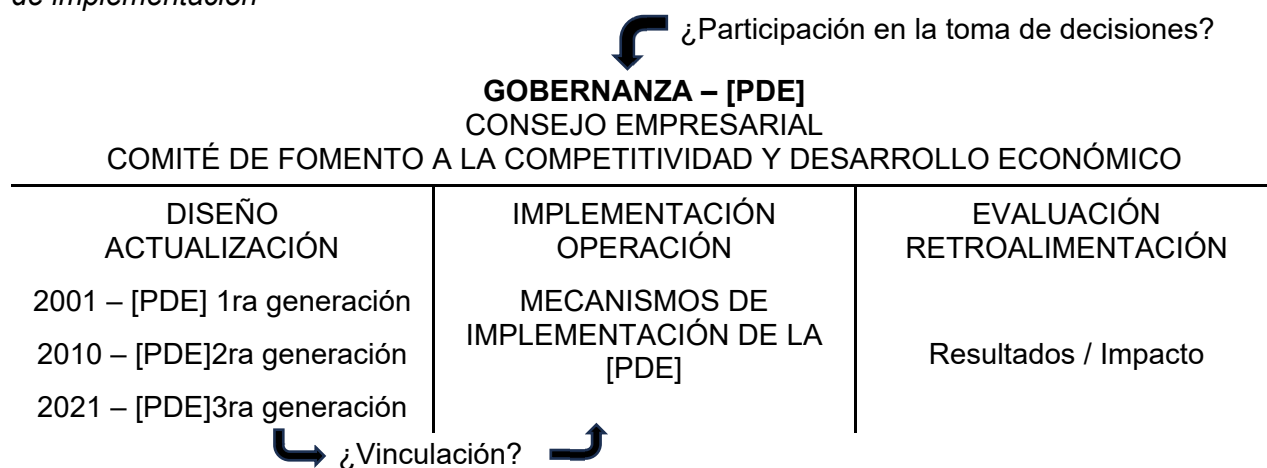 de implementación
¿Participación en la toma de decisiones?
GOBERNANZA – [PDE]
CONSEJO EMPRESARIAL
COMITÉ DE FOMENTO A LA COMPETITIVIDAD Y DESARROLLO ECONÓMICO
DISEÑO
ACTUALIZACIÓN
2001 – [PDE] 1ra generación
2010 – [PDE]2ra generación
2021 – [PDE]3ra generación
IMPLEMENTACIÓN
OPERACIÓN
MECANISMOS DE
IMPLEMENTACIÓN DE LA
[PDE]
EVALUACIÓN
RETROALIMENTACIÓN
Resultados / Impacto
¿Vinculación?